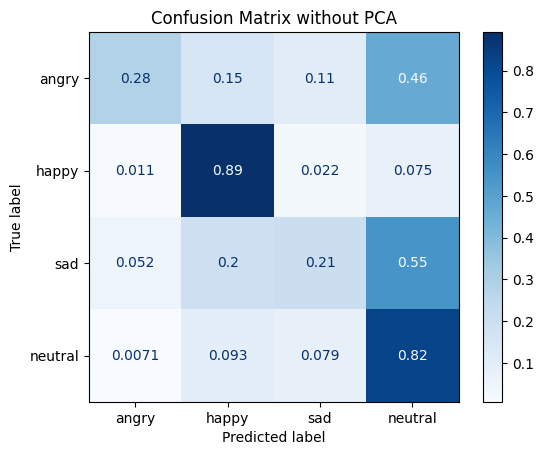 Confusion Matrix without PCA
angry 0.28 0.15 0.11 0.46
happy 0.011 0.89 0.022 0.075
sad 0.052 0.2 0.21 0.55
neutral 0.0071 0.093 0.079 0.82
angry happy sad neutral
Predicted label
True label
0.8
0.7
0.6
0.5
0.4
0.3
0.2
0.1